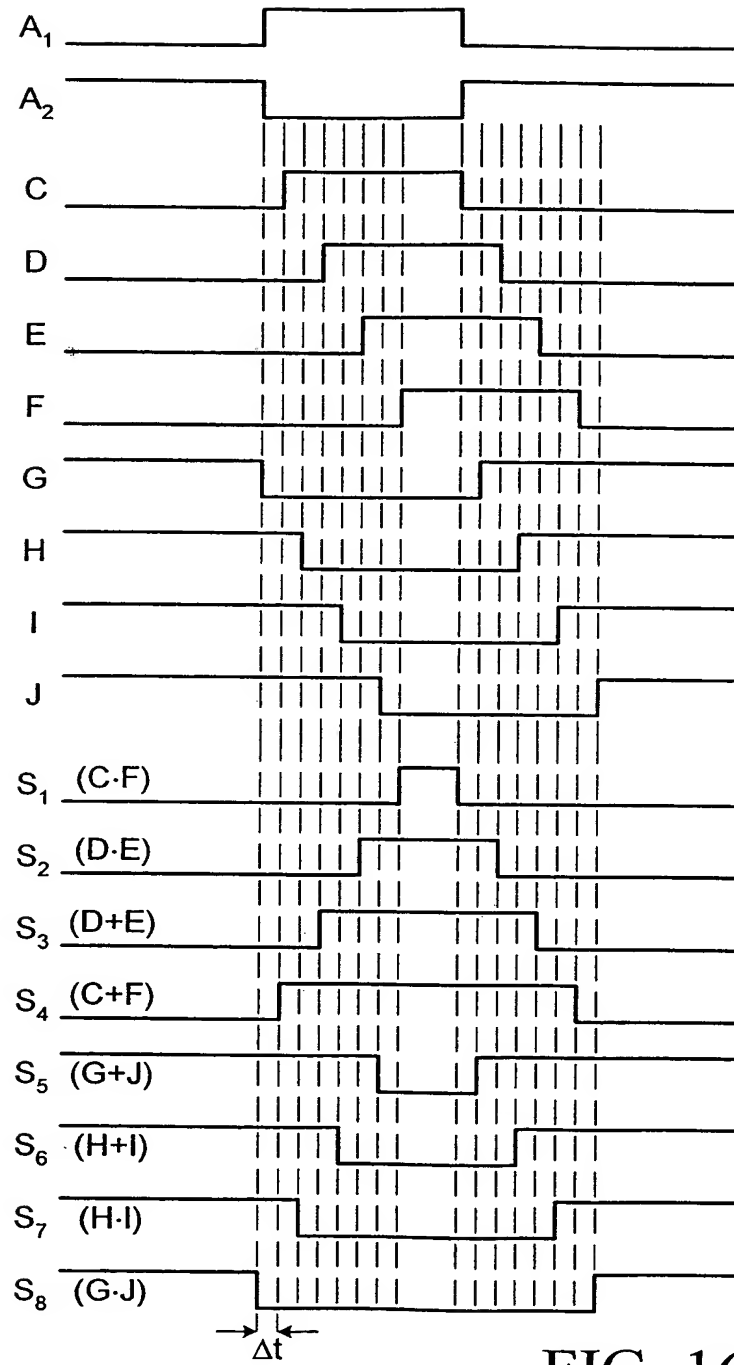 A1
A2
C
D
E
F
G
H
I
J
S1 (C·F)
S2 (D·E)
S3 (D+E)
S4 (C+F)
S5 (G+J)
S6 (H+I)
S7 (H·I)
S8 (G·J)
Δt